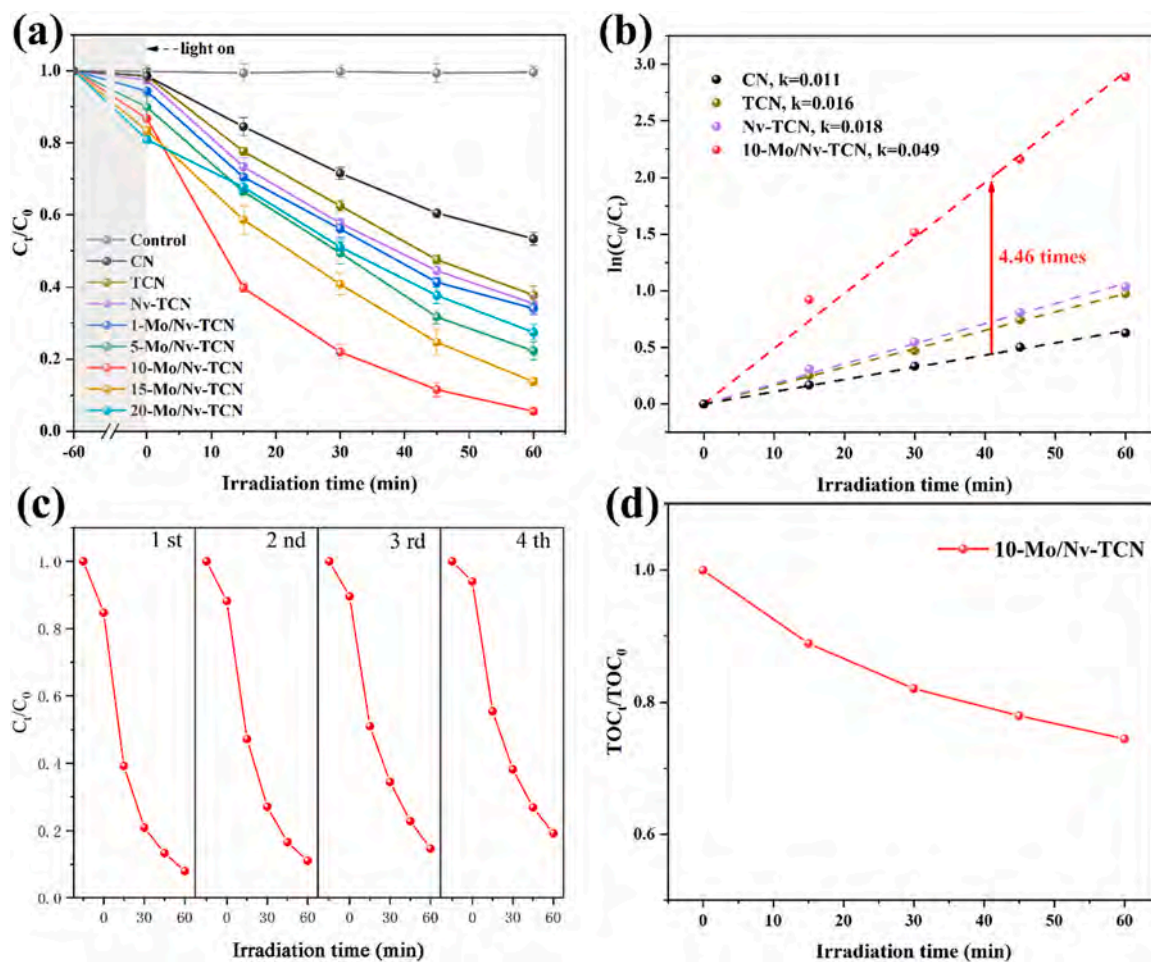 (a)
light on
1.0
0.8
0.6
0.4
0.2
0.0
Cₜ/C₀
Control
CN
TCN
Nv-TCN
1-Mo/Nv-TCN
5-Mo/Nv-TCN
10-Mo/Nv-TCN
15-Mo/Nv-TCN
20-Mo/Nv-TCN
-60 0 10 20 30 40 50 60
Irradiation time (min)
(b)
3.0
2.5
2.0
1.5
1.0
0.5
0.0
ln(C₀/Cₜ)
CN, k=0.011
TCN, k=0.016
Nv-TCN, k=0.018
10-Mo/Nv-TCN, k=0.049
4.46 times
0 10 20 30 40 50 60
Irradiation time (min)
(c)
1 st 2 nd 3 rd 4 th
1. 0
0. 8
0. 6
0. 4
0. 2
0. 0
Cₜ/C₀
0 30 60 0 30 60 0 30 60 0 30 60
Irradiation time (min)
(d)
10-Mo/Nv-TCN
1.0
0.8
0.6
TOCₜ/TOC₀
0 10 20 30 40 50 60
Irradiation time (min)